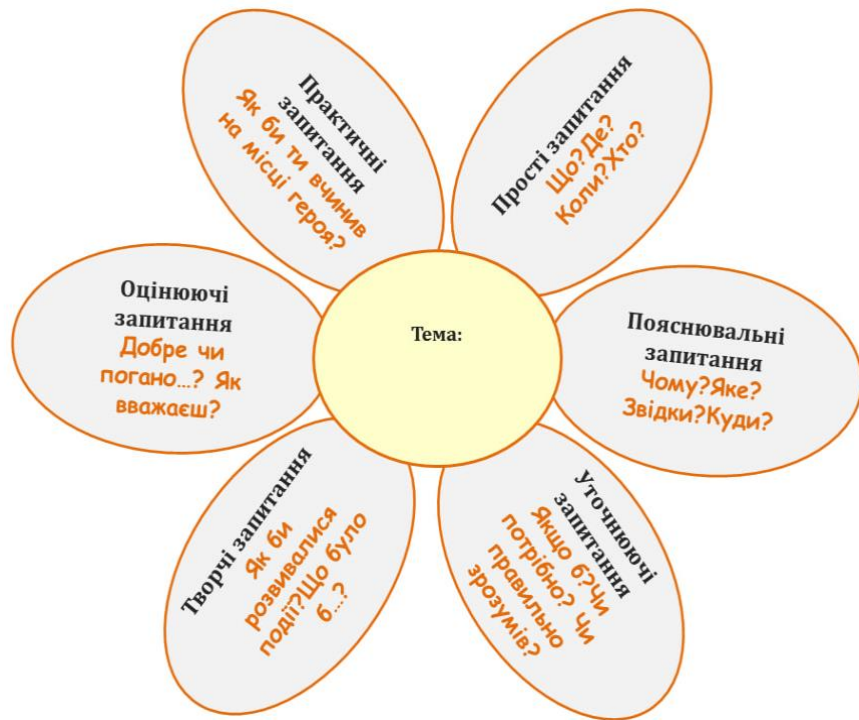 Практичні
запитання
Як би ти вчинив
на місці героя?
Прості запитання
Що?Де?
Коли?Хто?
Оцінюючі
запитання
Добре чи
погано...? Як
вважаєш?
Тема:
Пояснювальні
запитання
Чому?Яке?
Звідки?Куди?
Творчі запитання
Як би
розвивалися
події?Що було
б...?
Уточнюючі
запитання
Якщо б?Чи
потрібно? Чи
правильно
зрозумів?